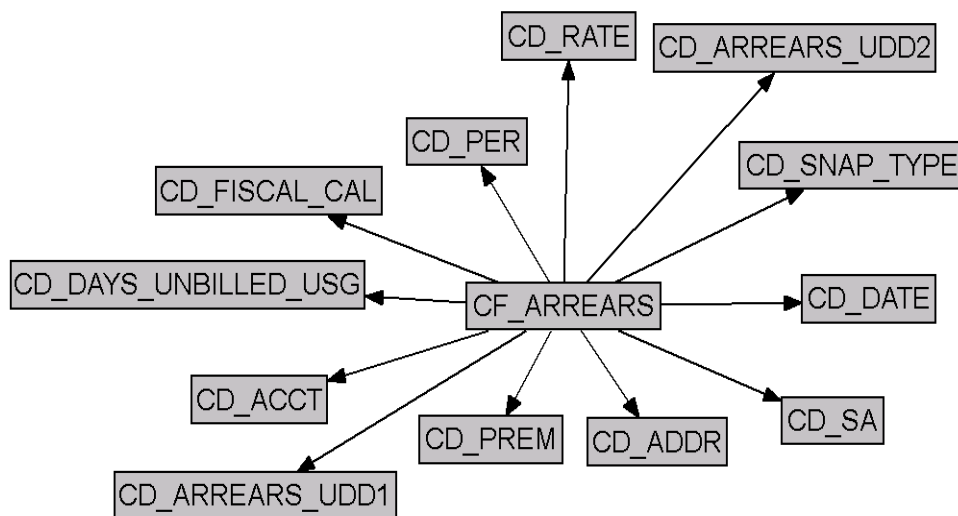 CD_RATE
CD_ARREARS_UDD2
CD_PER
CD_SNAP_TYPE
CD_FISCAL_CAL
CD_DAYS_UNBILLED_USG
CF_ARREARS
CD_DATE
CD_ACCT
CD_PREM
CD_ADDR
CD_SA
CD_ARREARS_UDD1